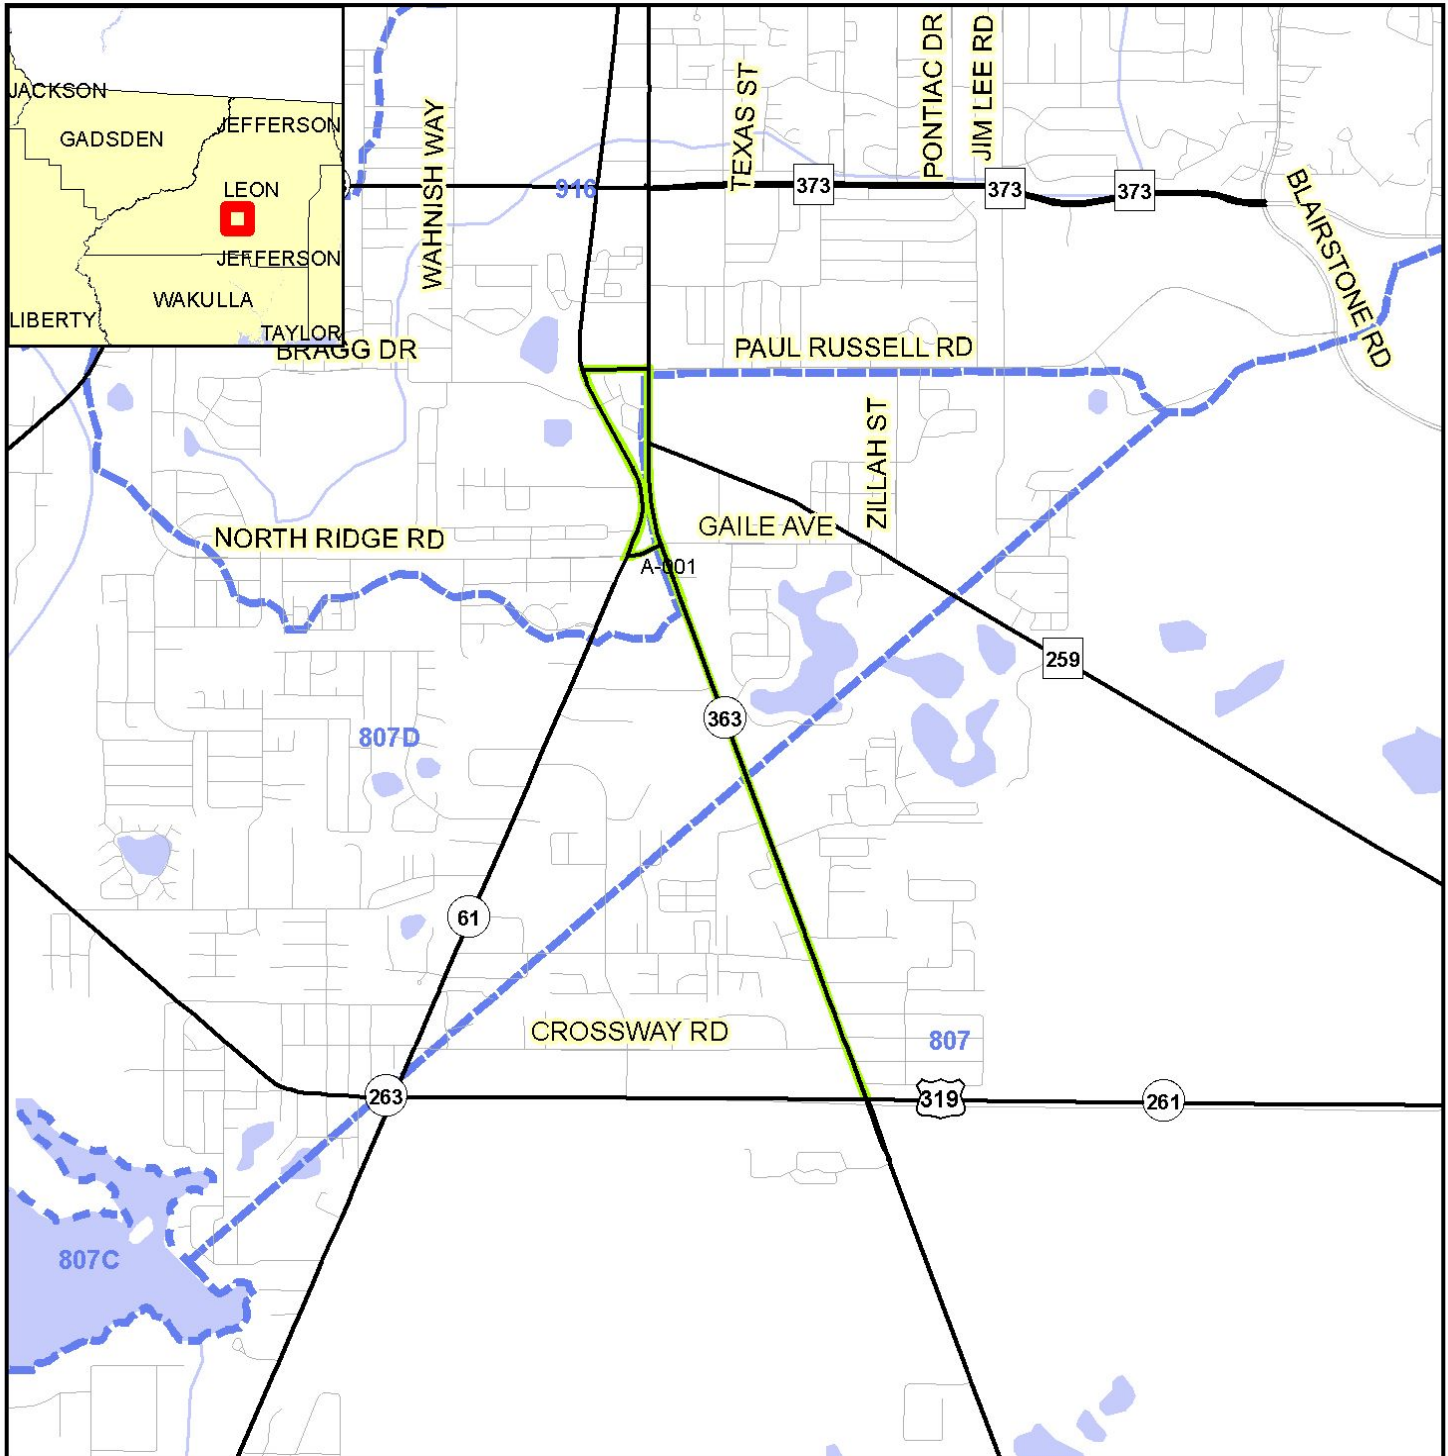 JACKSON
GADSDEN
JEFFERSON
LEON
JEFFERSON
WAKULLA
LIBERTY
TAYLOR
WAHNISH WAY
TEXAS ST
PONTIAC DR
JIM LEE RD
916
373
373
373
BLAIRSTONE RD
BRAGG DR
PAUL RUSSELL RD
ZILLAH ST
NORTH RIDGE RD
GAILE AVE
A-001
259
363
807D
61
CROSSWAY RD
807
263
319
261
807C